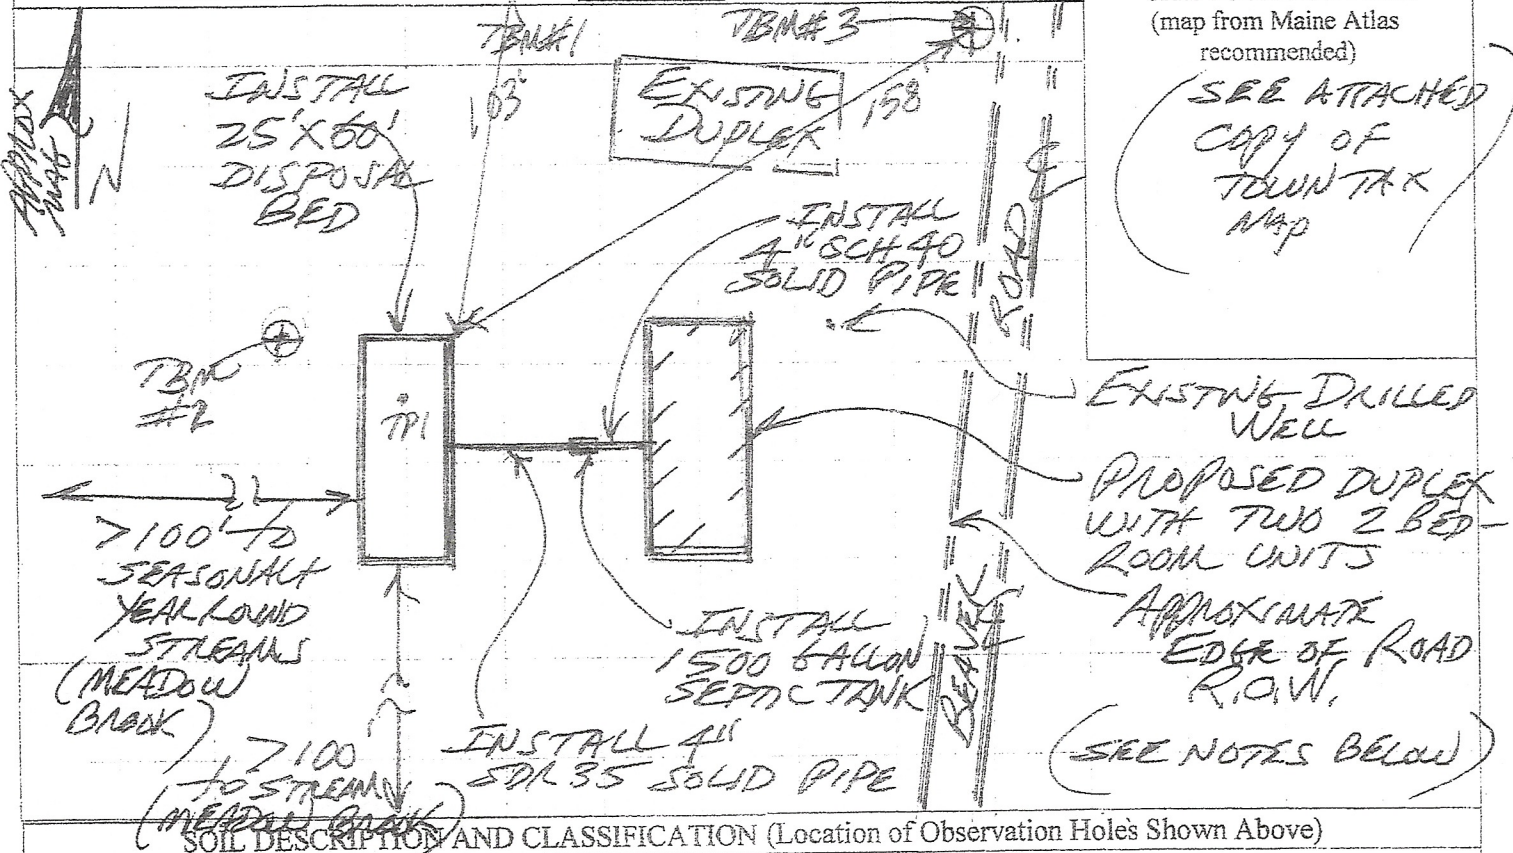 TBM#1
TBM#3
(map from Maine Atlas
recommended)
(SEE ATTACHED
COPY OF
TOWN TAX
MAP)
APPROX
MAG
N
INSTALL
25'X60'
DISPOSAL
BED
103'
EXISTING
DUPLEX
158'
INSTALL
4" SCH 40
SOLID PIPE
TBM
#2
TP1
EXISTING DRILLED
WELL
PROPOSED DUPLEX
WITH TWO 2 BED-
ROOM UNITS
APPROXIMATE
EDGE OF ROAD
R.O.W.
(SEE NOTES BELOW)
ROAD
>100' TO
SEASONAL &
YEAR ROUND
STREAMS
(MEADOW
BROOK)
>100'
TO STREAM
(MEADOW BROOK)
INSTALL
1500 GALLON
SEPTIC TANK
INSTALL 4"
SDR 35 SOLID PIPE
SOIL DESCRIPTION AND CLASSIFICATION (Location of Observation Holes Shown Above)